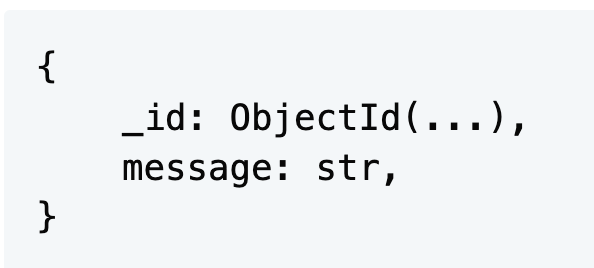 {
    _id: ObjectId(...),
    message: str,
}